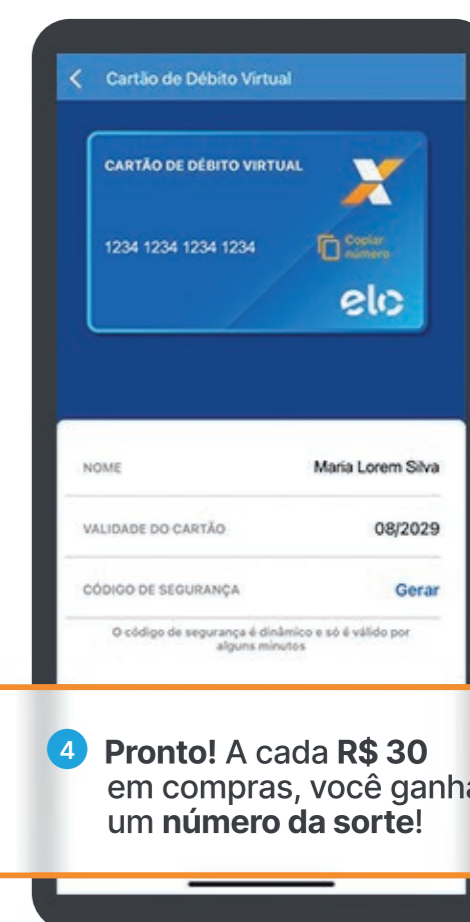 Cartão de Débito Virtual
CARTÃO DE DÉBITO VIRTUAL
1234 1234 1234 1234
Copiar
número
elo
NOME Maria Lorem Silva
VALIDADE DO CARTÃO 08/2029
CÓDIGO DE SEGURANÇA Gerar
O código de segurança é dinâmico e só é válido por
alguns minutos
4 Pronto! A cada R$ 30
em compras, você ganha
um número da sorte!